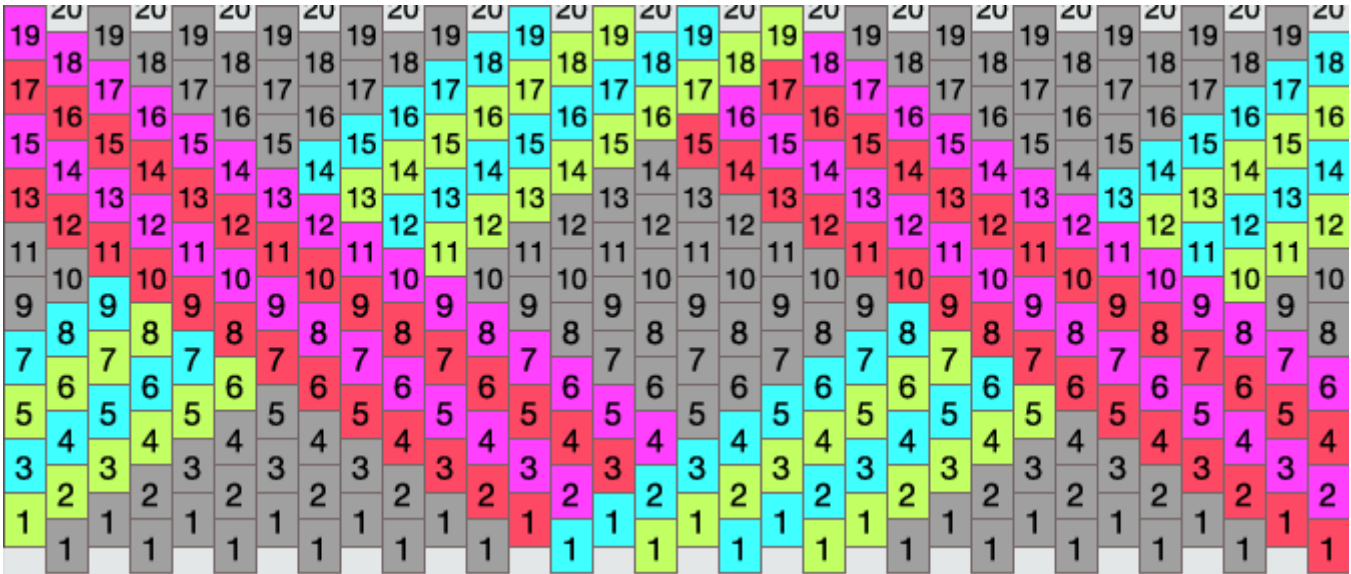 20 20 20 20 20 20 20 20 20 20 20 20 20 20 20 20
19 19 19 19 19 19 19 19 19 19 19 19 19 19 19 19
18 18 18 18 18 18 18 18 18 18 18 18 18 18 18 18
17 17 17 17 17 17 17 17 17 17 17 17 17 17 17 17
16 16 16 16 16 16 16 16 16 16 16 16 16 16 16 16
15 15 15 15 15 15 15 15 15 15 15 15 15 15 15 15
14 14 14 14 14 14 14 14 14 14 14 14 14 14 14 14
13 13 13 13 13 13 13 13 13 13 13 13 13 13 13 13
12 12 12 12 12 12 12 12 12 12 12 12 12 12 12 12
11 11 11 11 11 11 11 11 11 11 11 11 11 11 11 11
10 10 10 10 10 10 10 10 10 10 10 10 10 10 10 10
9 9 9 9 9 9 9 9 9 9 9 9 9 9 9 9
8 8 8 8 8 8 8 8 8 8 8 8 8 8 8 8
7 7 7 7 7 7 7 7 7 7 7 7 7 7 7 7
6 6 6 6 6 6 6 6 6 6 6 6 6 6 6 6
5 5 5 5 5 5 5 5 5 5 5 5 5 5 5 5
4 4 4 4 4 4 4 4 4 4 4 4 4 4 4 4
3 3 3 3 3 3 3 3 3 3 3 3 3 3 3 3
2 2 2 2 2 2 2 2 2 2 2 2 2 2 2 2
1 1 1 1 1 1 1 1 1 1 1 1 1 1 1 1
1 1 1 1 1 1 1 1 1 1 1 1 1 1 1 1